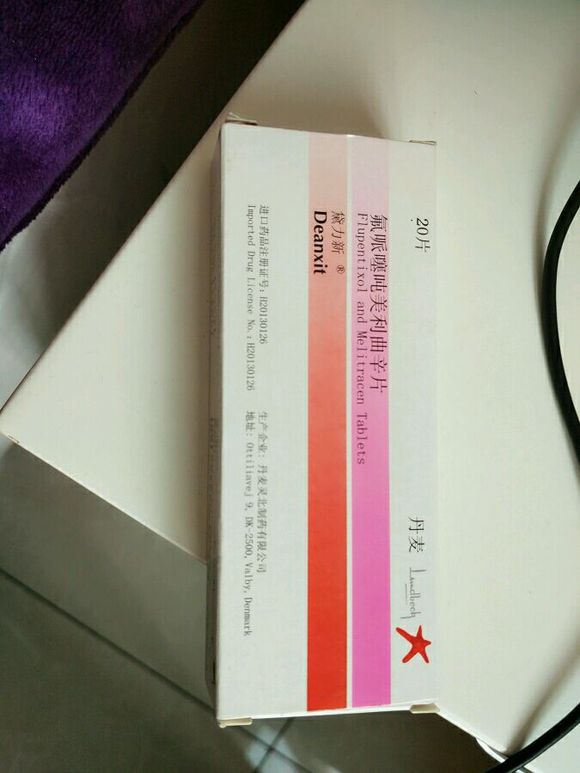 20片
氟哌噻吨美利曲辛片
Flupentixol and Melitracen Tablets
黛力新 ®
Deanxit
进口药品注册证号：H20130126
Imported Drug License No.：H20130126
生产企业：丹麦灵北制药有限公司
地址：Ottiliavej 9, DK-2500, Valby, Denmark
丹麦 Lundbeck